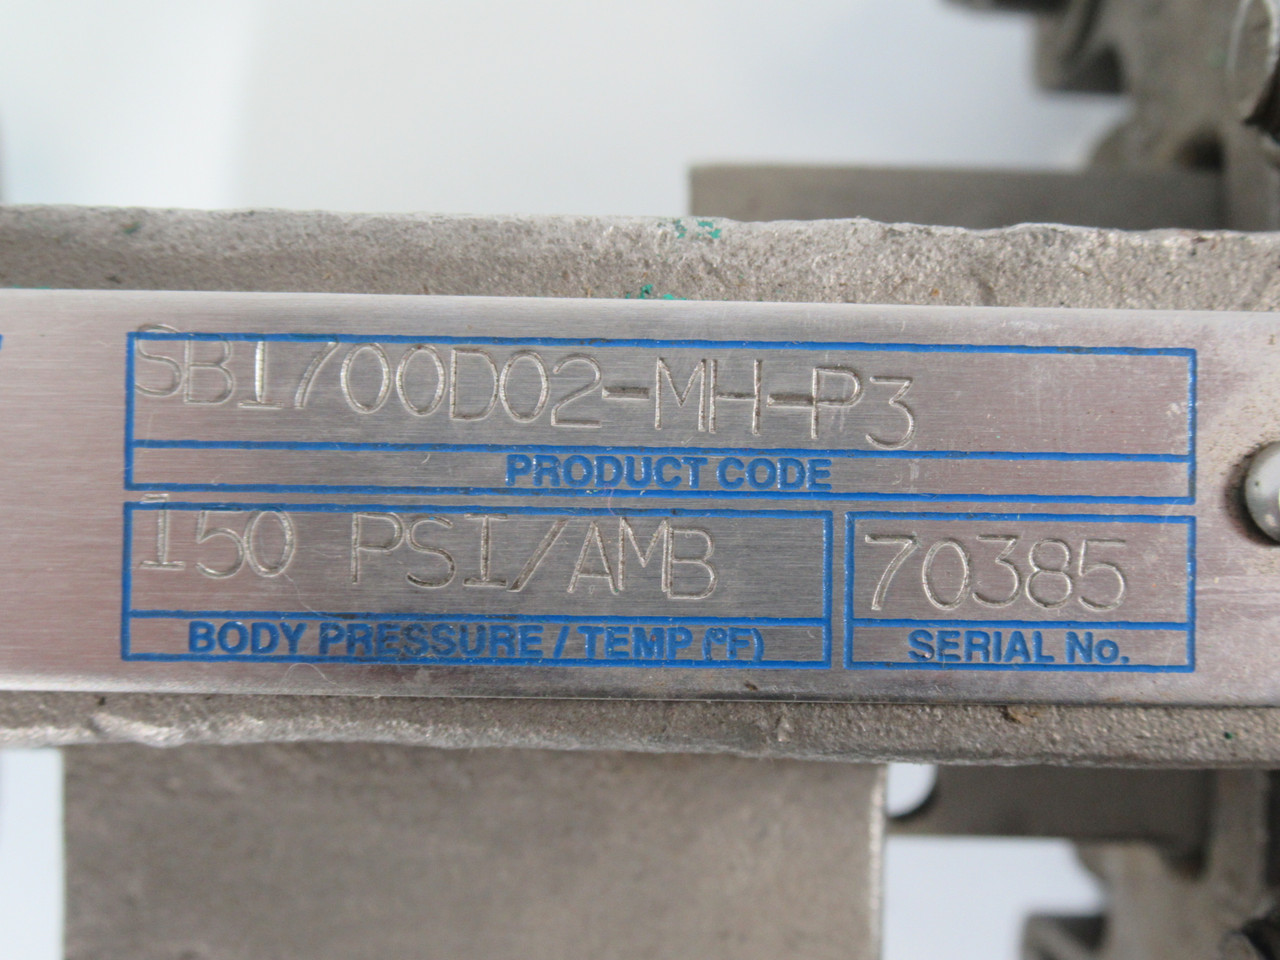 SB1700D02-MH-P3
PRODUCT CODE
150 PSI/AMB
BODY PRESSURE / TEMP (°F)
70385
SERIAL No.